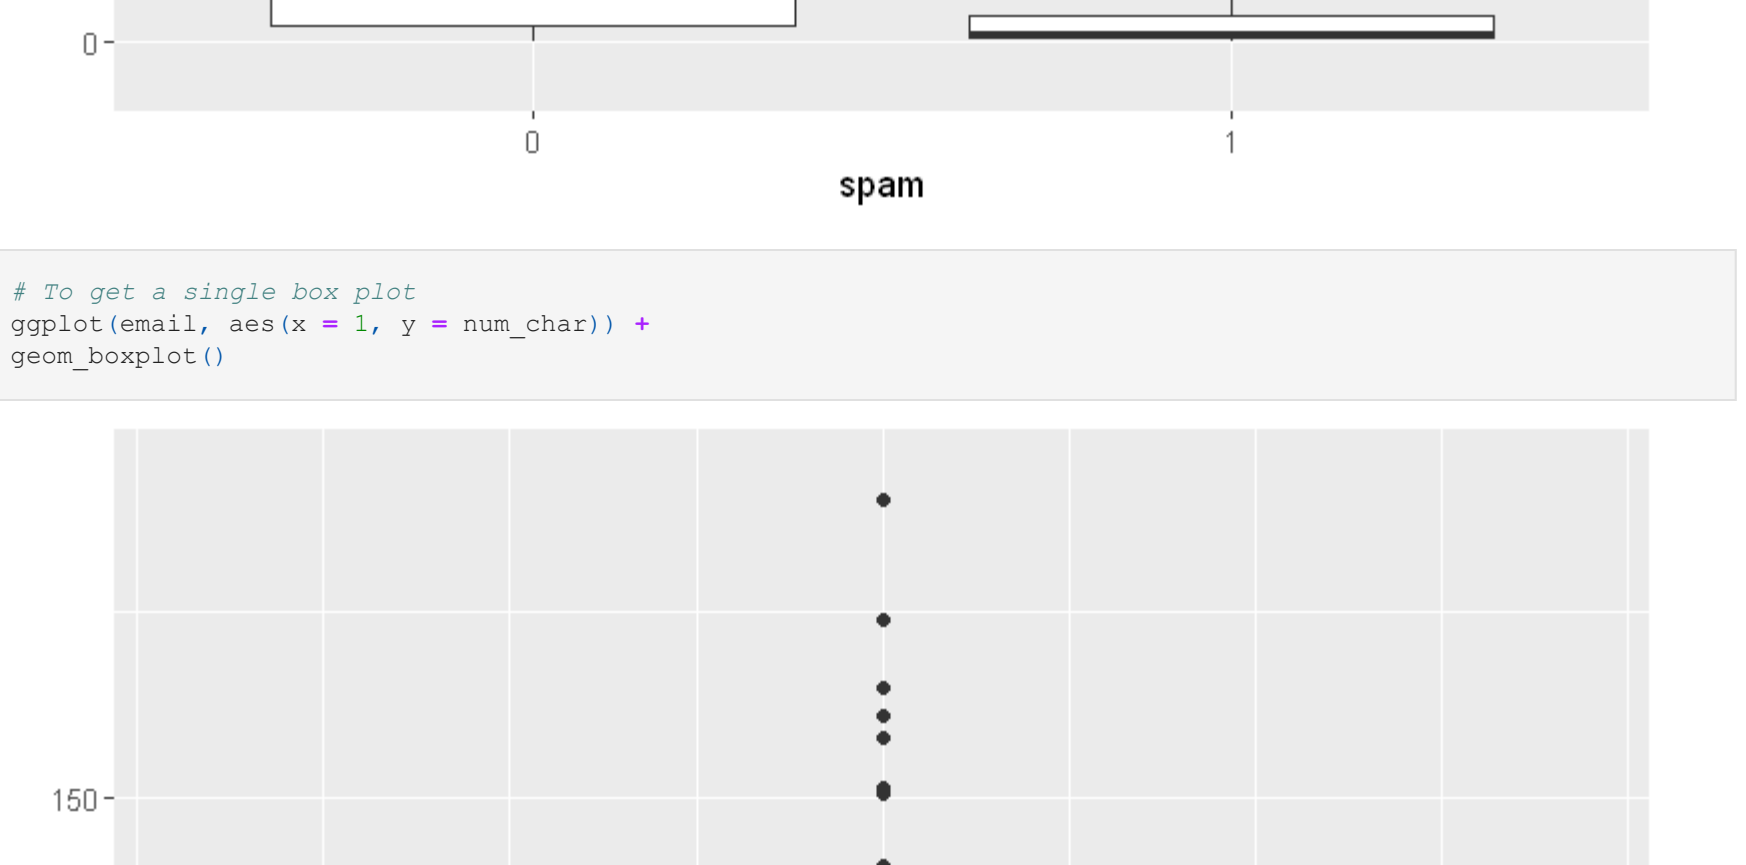 0
0 1
spam
# To get a single box plot
ggplot(email, aes(x = 1, y = num_char)) +
geom_boxplot()
150